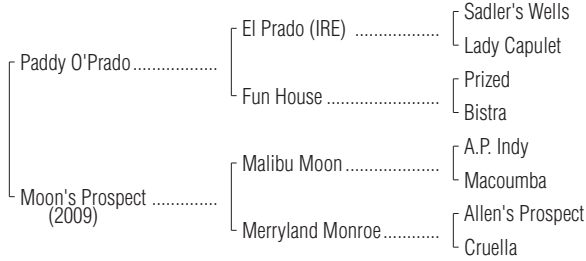 Sadler's Wells
El Prado (IRE) ..................
Lady Capulet
Paddy O'Prado.................
Prized
Fun House ........................
Bistra
A.P. Indy
Malibu Moon....................
Macoumba
Moon's Prospect .............
(2009)
Allen's Prospect
Merryland Monroe............
Cruella